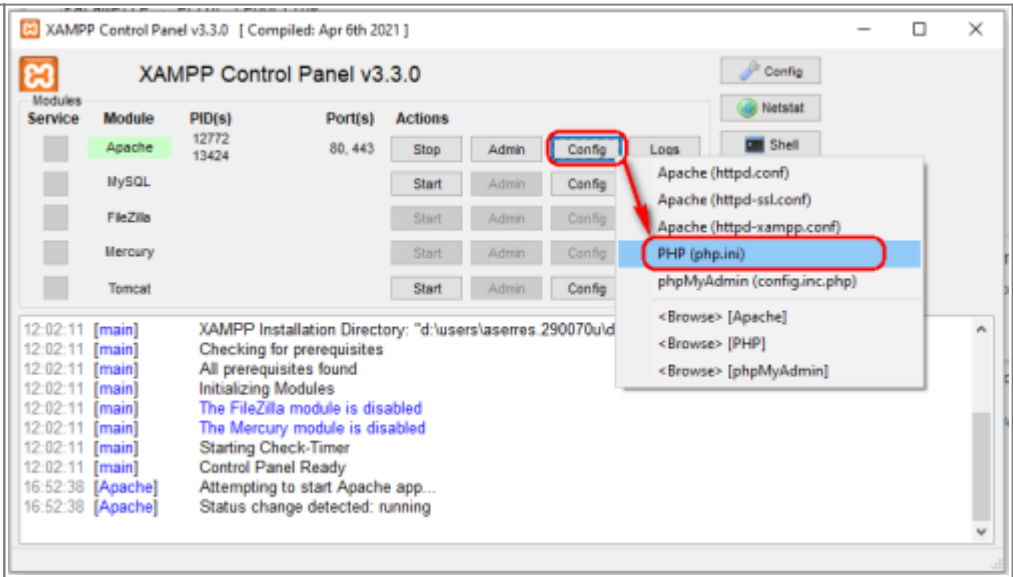 XAMPP Control Panel v3.3.0 [ Compiled: Apr 6th 2021 ]
XAMPP Control Panel v3.3.0
Config
Modules
Service Module PID(s) Port(s) Actions
Netstat
Apache 12772 13424 80, 443 Stop Admin Config Logs
Shell
MySQL Start Admin Config
FileZilla Start Admin Config
Mercury Start Admin Config
Tomcat Start Admin Config
Apache (httpd.conf)
Apache (httpd-ssl.conf)
Apache (httpd-xampp.conf)
PHP (php.ini)
phpMyAdmin (config.inc.php)
<Browse> [Apache]
<Browse> [PHP]
<Browse> [phpMyAdmin]
12:02:11 [main] XAMPP Installation Directory: "d:\users\aserres.290070u\d
12:02:11 [main] Checking for prerequisites
12:02:11 [main] All prerequisites found
12:02:11 [main] Initializing Modules
12:02:11 [main] The FileZilla module is disabled
12:02:11 [main] The Mercury module is disabled
12:02:11 [main] Starting Check-Timer
12:02:11 [main] Control Panel Ready
16:52:38 [Apache] Attempting to start Apache app...
16:52:38 [Apache] Status change detected: running